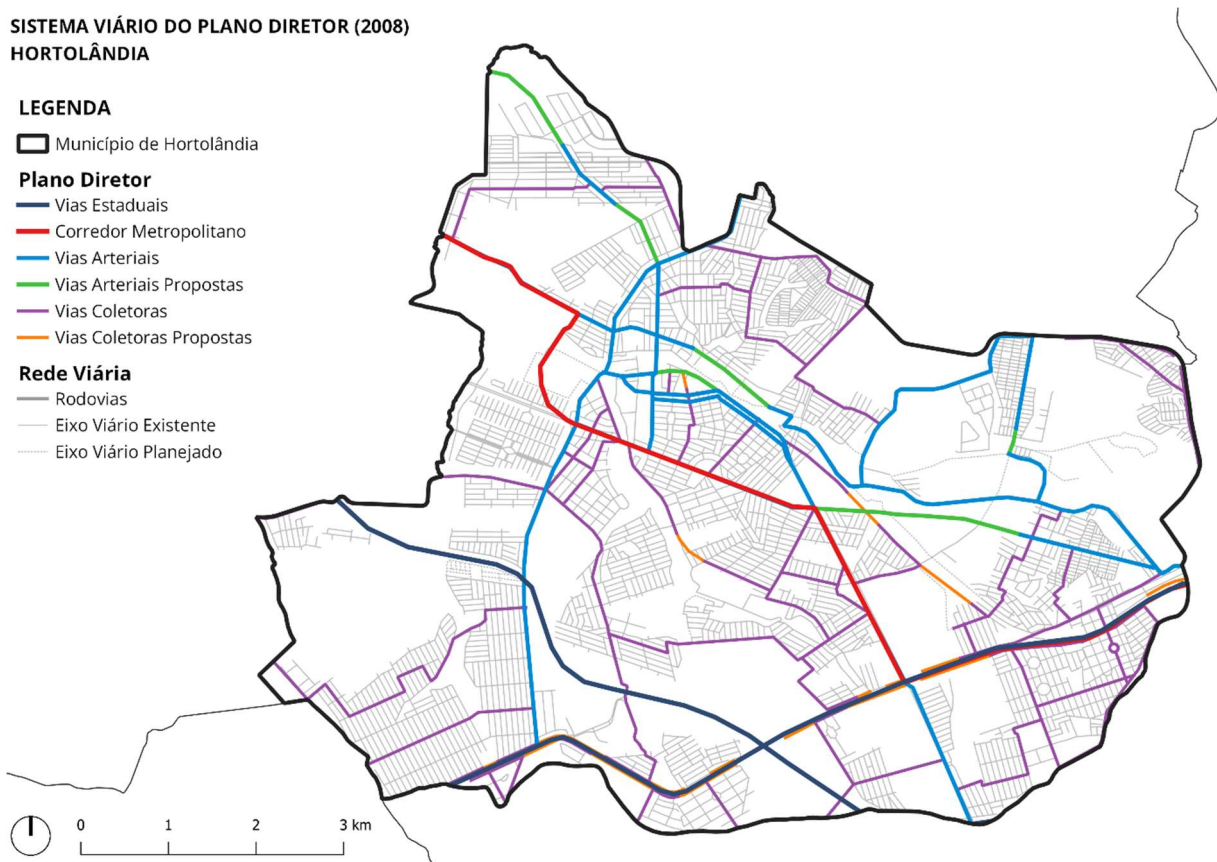 SISTEMA VIÁRIO DO PLANO DIRETOR (2008)
HORTOLÂNDIA
LEGENDA
Município de Hortolândia
Plano Diretor
Vias Estaduais
Corredor Metropolitano
Vias Arteriais
Vias Arteriais Propostas
Vias Coletoras
Vias Coletoras Propostas
Rede Viária
Rodovias
Eixo Viário Existente
Eixo Viário Planejado
0 1 2 3 km